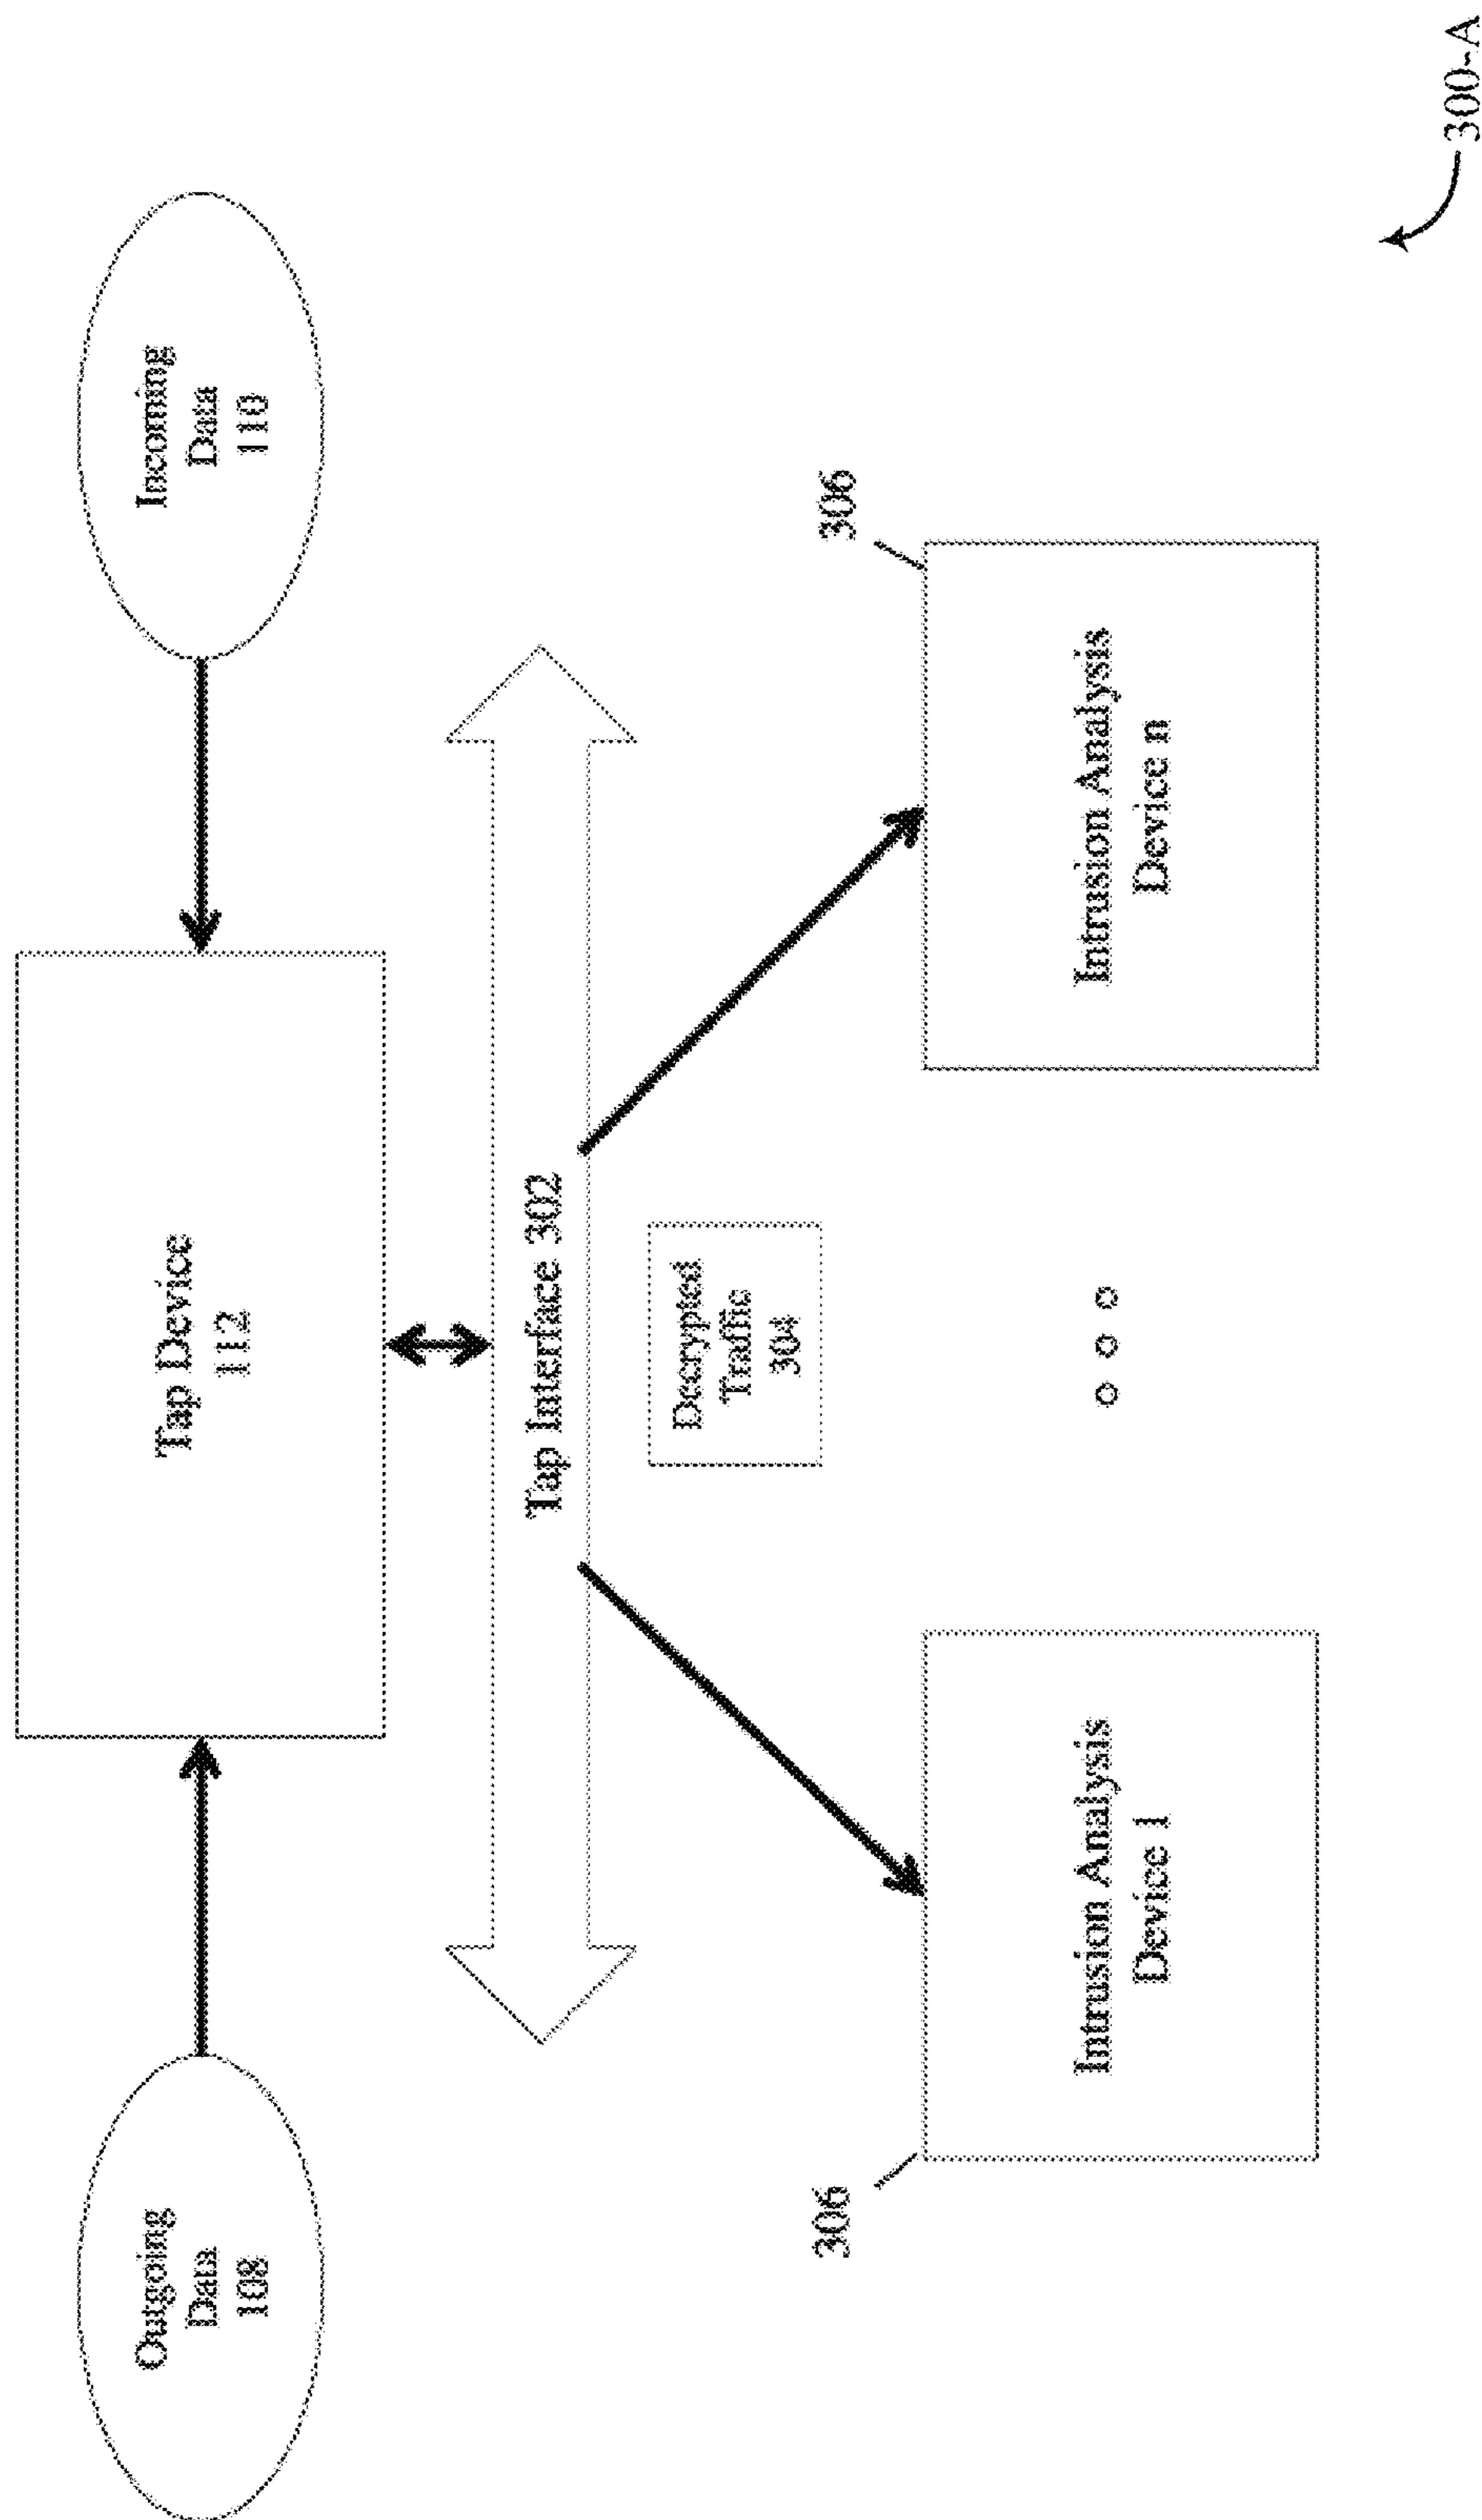 Outgoing
Data
108
Tap Device
112
Incoming
Data
110
Tap Interface 302
Decrypted
Traffic
304
306
Intrusion Analysis
Device 1
306
Intrusion Analysis
Device n
300-A